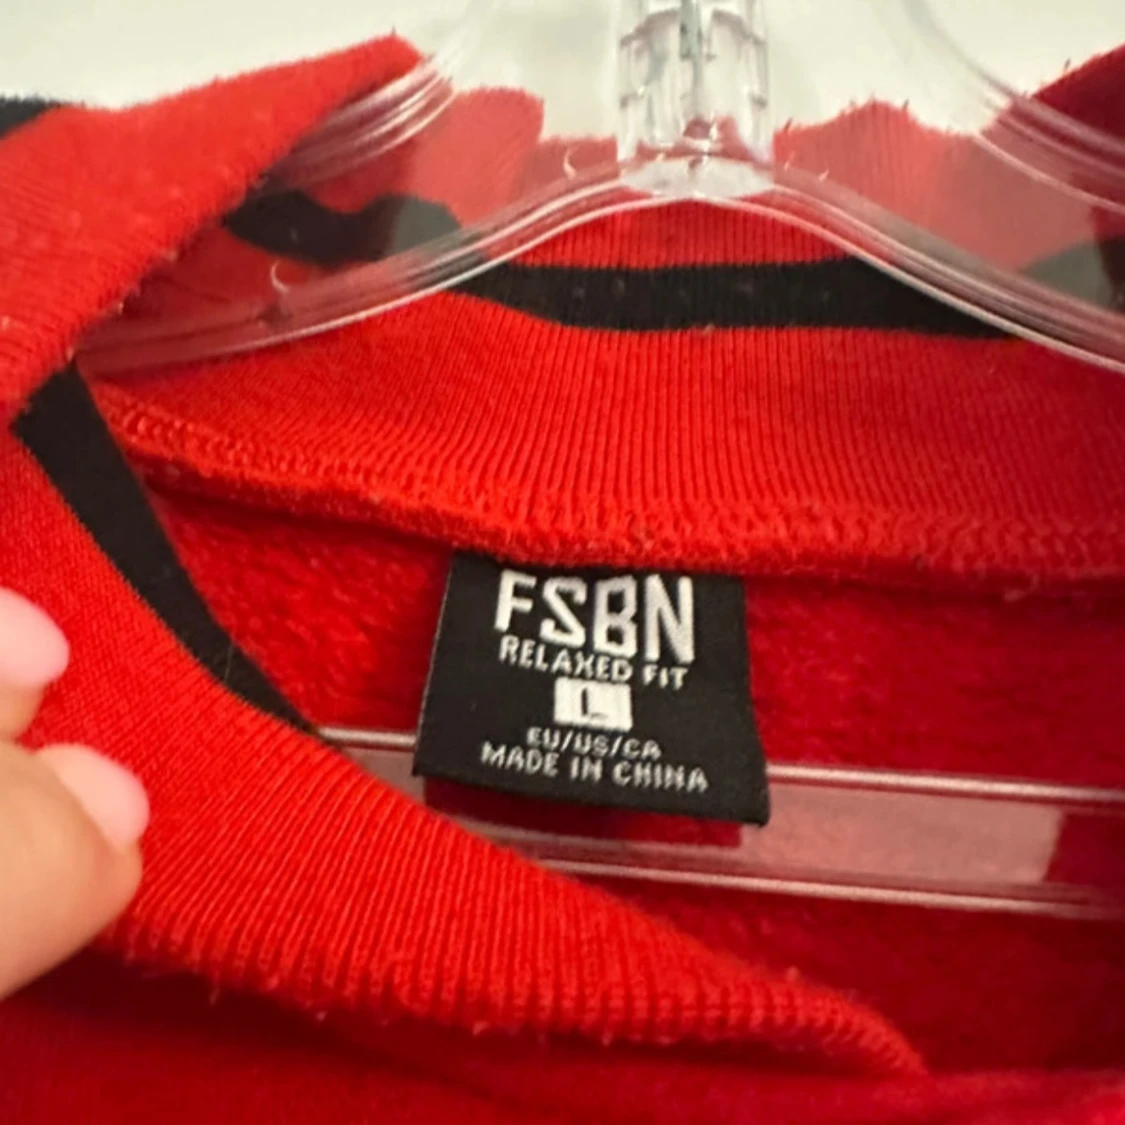 FSBN
RELAXED FIT
L
EU/US/CA
MADE IN CHINA